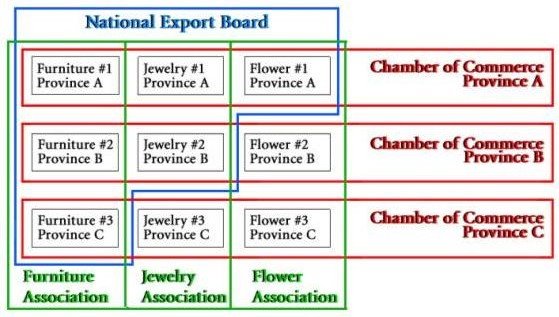 National Export Board
Furniture #1
Province A
Jewelry #1
Province A
Flower #1
Province A
Chamber of Commerce
Province A
Furniture #2
Province B
Jewelry #2
Province B
Flower #2
Province B
Chamber of Commerce
Province B
Furniture #3
Province C
Jewelry #3
Province C
Flower #3
Province C
Chamber of Commerce
Province C
Furniture
Association
Jewelry
Association
Flower
Association